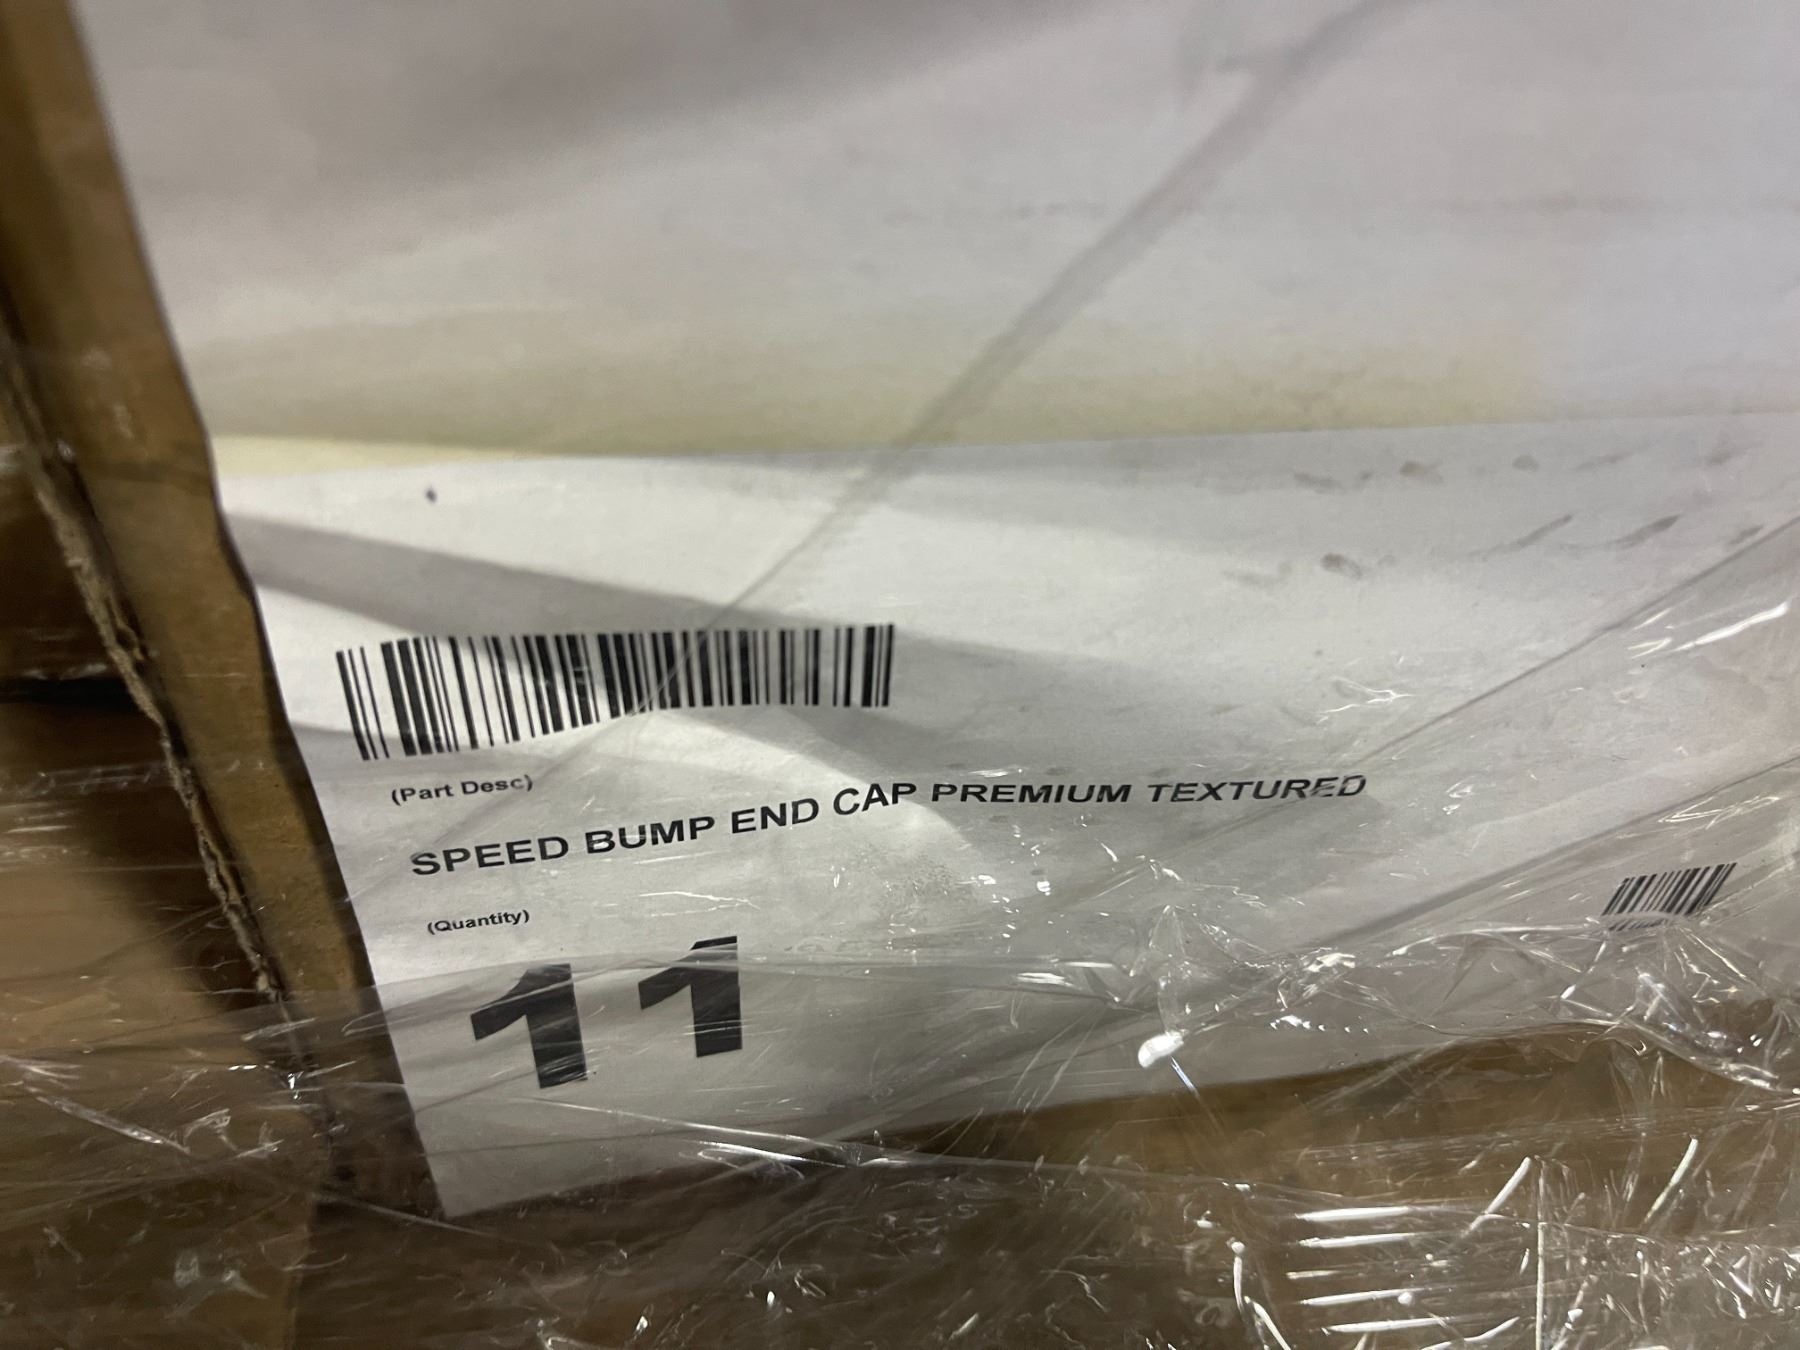 (Part Desc)
SPEED BUMP END CAP PREMIUM TEXTURED
(Quantity)
11